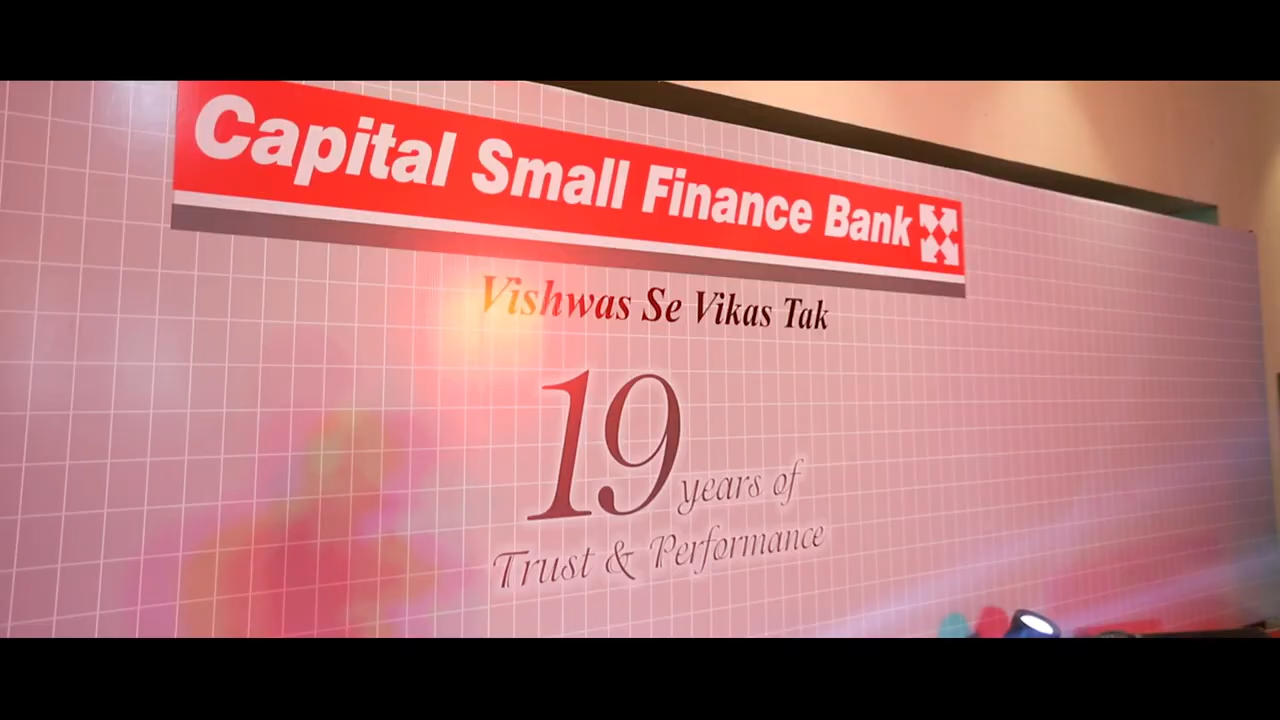 Capital Small Finance Bank
Vishwas Se Vikas Tak
19 years of
Trust & Performance